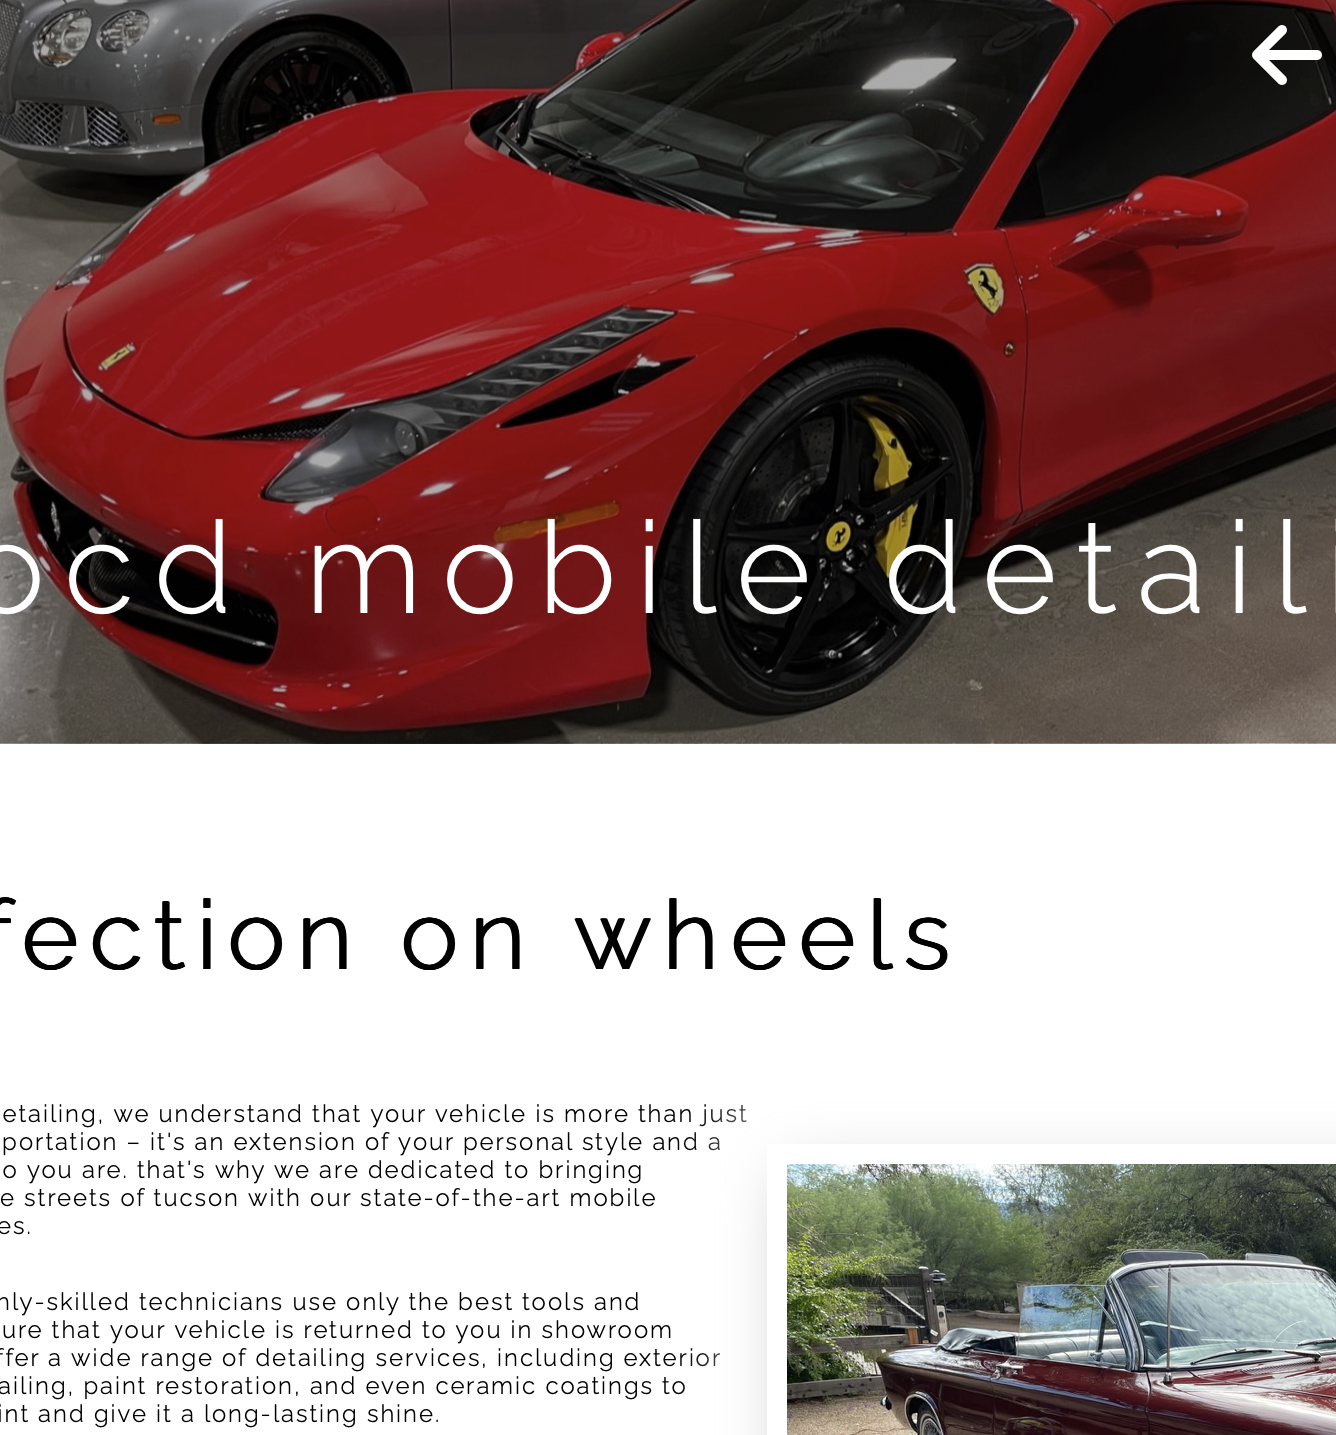 ocd mobile detail
fection on wheels
etailing, we understand that your vehicle is more than just
portation – it's an extension of your personal style and a
o you are. that's why we are dedicated to bringing
e streets of tucson with our state-of-the-art mobile
es.
hly-skilled technicians use only the best tools and
ure that your vehicle is returned to you in showroom
ffer a wide range of detailing services, including exterior
ailing, paint restoration, and even ceramic coatings to
int and give it a long-lasting shine.